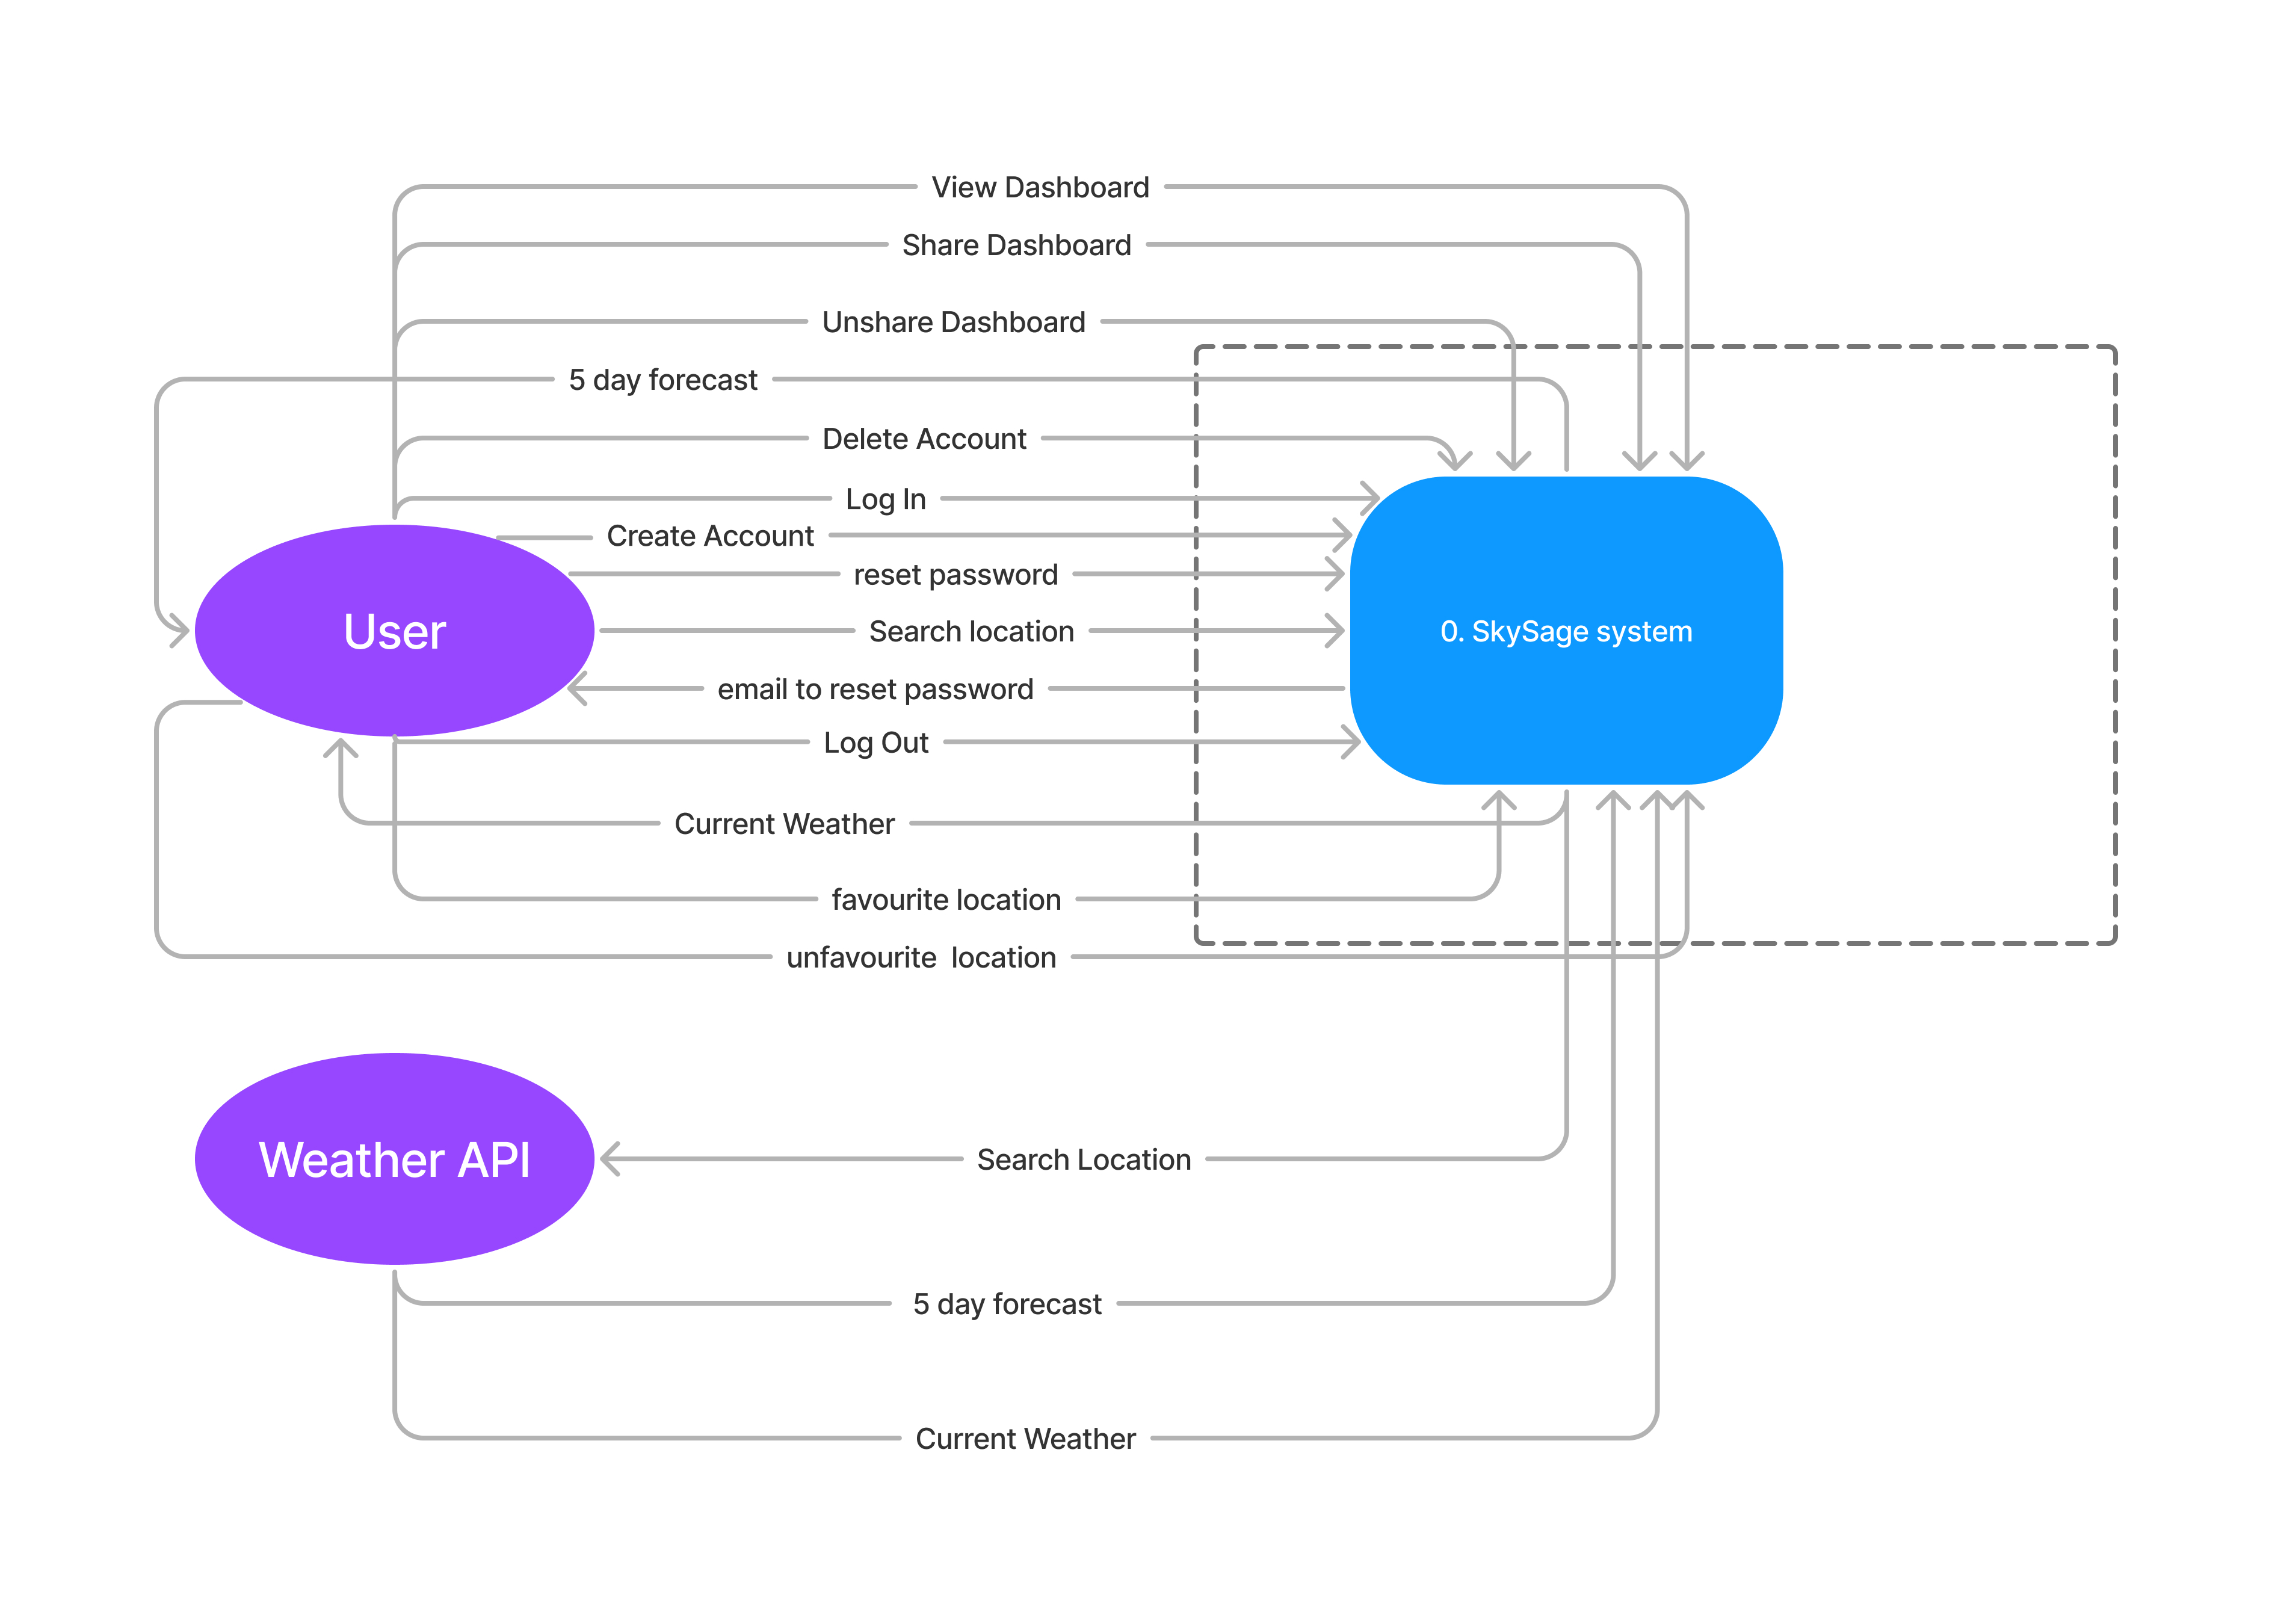 View Dashboard
Share Dashboard
Unshare Dashboard
5 day forecast
Delete Account
Log In
Create Account
reset password
User
Search location
0. SkySage system
email to reset password
Log Out
Current Weather
favourite location
unfavourite  location
Weather API
Search Location
5 day forecast
Current Weather